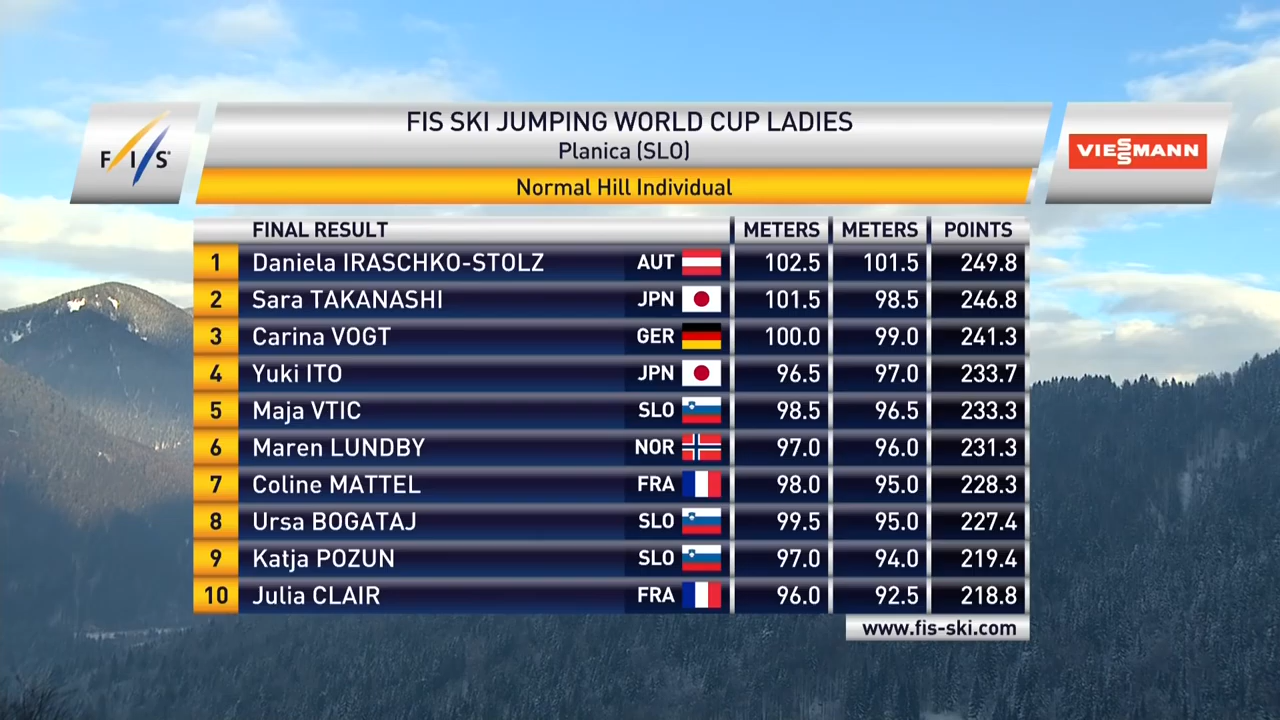 FIS SKI JUMPING WORLD CUP LADIES
Planica (SLO)
FIS
VIESSMANN
Normal Hill Individual
FINAL RESULT METERS METERS POINTS
1 Daniela IRASCHKO-STOLZ AUT 102.5 101.5 249.8
2 Sara TAKANASHI JPN 101.5 98.5 246.8
3 Carina VOGT GER 100.0 99.0 241.3
4 Yuki ITO JPN 96.5 97.0 233.7
5 Maja VTIC SLO 98.5 96.5 233.3
6 Maren LUNDBY NOR 97.0 96.0 231.3
7 Coline MATTEL FRA 98.0 95.0 228.3
8 Ursa BOGATAJ SLO 99.5 95.0 227.4
9 Katja POZUN SLO 97.0 94.0 219.4
10 Julia CLAIR FRA 96.0 92.5 218.8
www.fis-ski.com